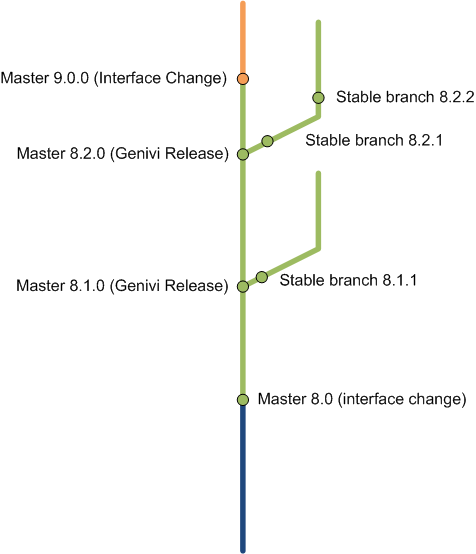 Master 9.0.0 (Interface Change)
Stable branch 8.2.2
Stable branch 8.2.1
Master 8.2.0 (Genivi Release)
Stable branch 8.1.1
Master 8.1.0 (Genivi Release)
Master 8.0 (interface change)